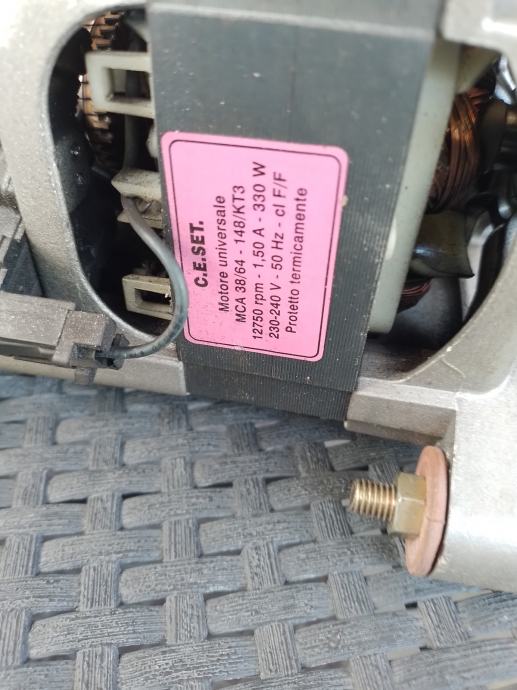 C.E.SET.
Motore universale
MCA 38/64 - 148/KT3
12750 rpm - 1,50 A - 330 W
230-240 V - 50 Hz - cl F/F
Protetto termicamente